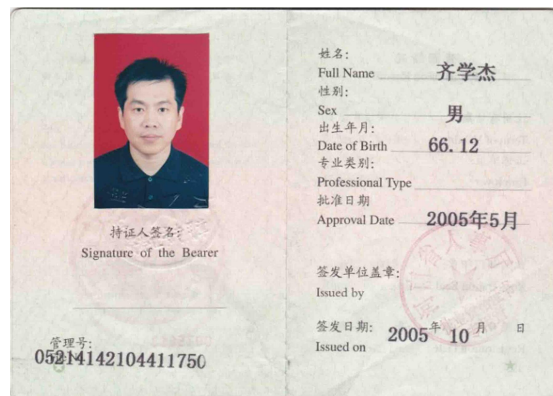 持证人签名:
Signature of the Bearer
管理号:
05214142104411750
姓名:
Full Name 齐学杰
性别:
Sex 男
出生年月:
Date of Birth 66.12
专业类别:
Professional Type
批准日期
Approval Date 2005年5月
签发单位盖章:
Issued by
签发日期: 2005年 10月 日
Issued on